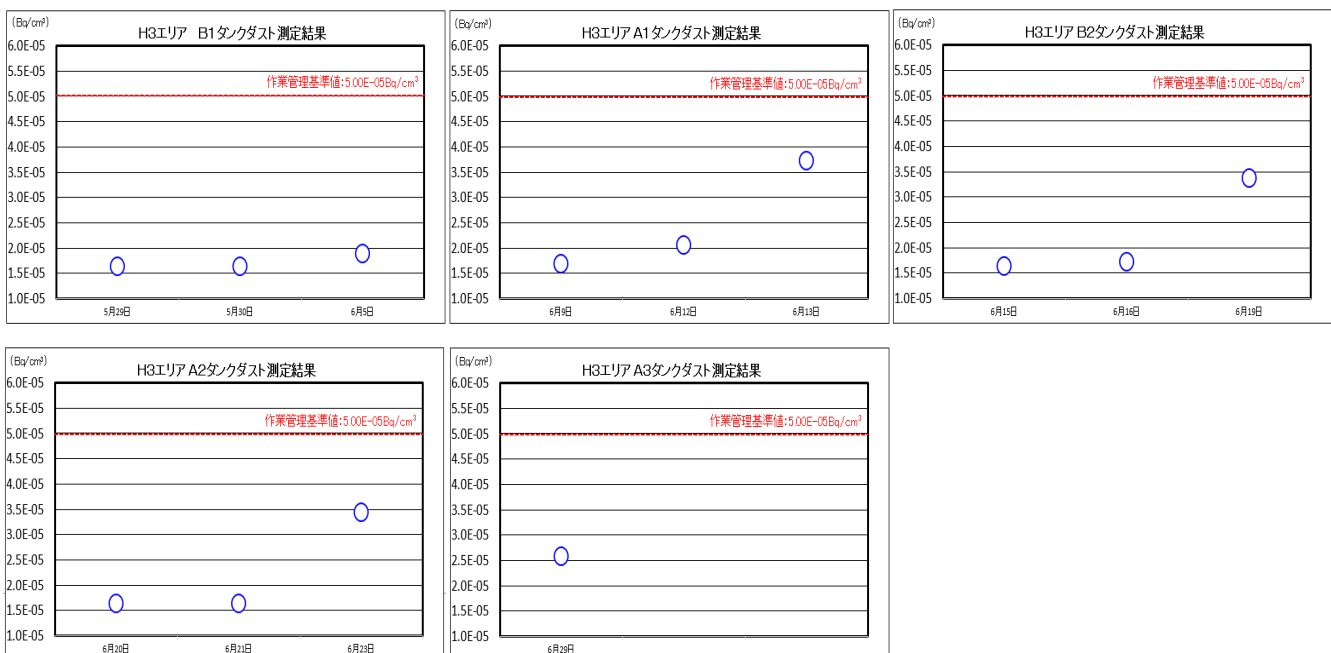 (Bq/cm³)
H3エリア B1タンクダスト測定結果
6.0E-05
5.5E-05
作業管理基準値:5.00E-05Bq/cm³
5.0E-05
4.5E-05
4.0E-05
3.5E-05
3.0E-05
2.5E-05
2.0E-05
1.5E-05
1.0E-05
5月29日 5月30日 6月5日
(Bq/cm³)
H3エリア A1タンクダスト測定結果
6.0E-05
5.5E-05
作業管理基準値:5.00E-05Bq/cm³
5.0E-05
4.5E-05
4.0E-05
3.5E-05
3.0E-05
2.5E-05
2.0E-05
1.5E-05
1.0E-05
6月9日 6月12日 6月13日
(Bq/cm³)
H3エリア B2タンクダスト測定結果
6.0E-05
5.5E-05
作業管理基準値:5.00E-05Bq/cm³
5.0E-05
4.5E-05
4.0E-05
3.5E-05
3.0E-05
2.5E-05
2.0E-05
1.5E-05
1.0E-05
6月15日 6月16日 6月19日
(Bq/cm³)
H3エリア A2タンクダスト測定結果
6.0E-05
5.5E-05
作業管理基準値:5.00E-05Bq/cm³
5.0E-05
4.5E-05
4.0E-05
3.5E-05
3.0E-05
2.5E-05
2.0E-05
1.5E-05
1.0E-05
6月20日 6月21日 6月23日
(Bq/cm³)
H3エリア A3タンクダスト測定結果
6.0E-05
5.5E-05
作業管理基準値:5.00E-05Bq/cm³
5.0E-05
4.5E-05
4.0E-05
3.5E-05
3.0E-05
2.5E-05
2.0E-05
1.5E-05
1.0E-05
6月29日